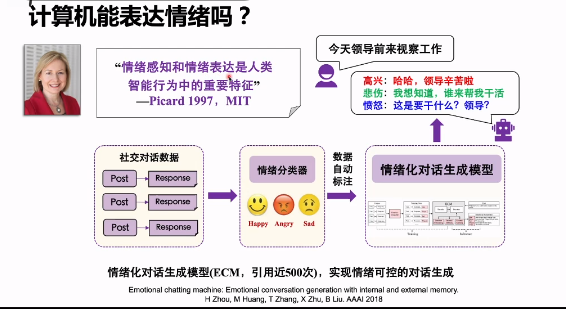 计算机能表达情绪吗？
“情绪感知和情绪表达是人类
智能行为中的重要特征”
—Picard 1997，MIT
今天领导前来视察工作
高兴：哈哈，领导辛苦啦
悲伤：我想知道，谁来帮我干活
愤怒：这是要干什么？领导？
社交对话数据
Post Response
Post Response
Post Response
情绪分类器
Happy Angry Sad
数据
自动
标注
情绪化对话生成模型
情绪化对话生成模型(ECM，引用近500次)，实现情绪可控的对话生成
Emotional chatting machine: Emotional conversation generation with internal and external memory.
H Zhou, M Huang, T Zhang, X Zhu, B Liu. AAAI 2018